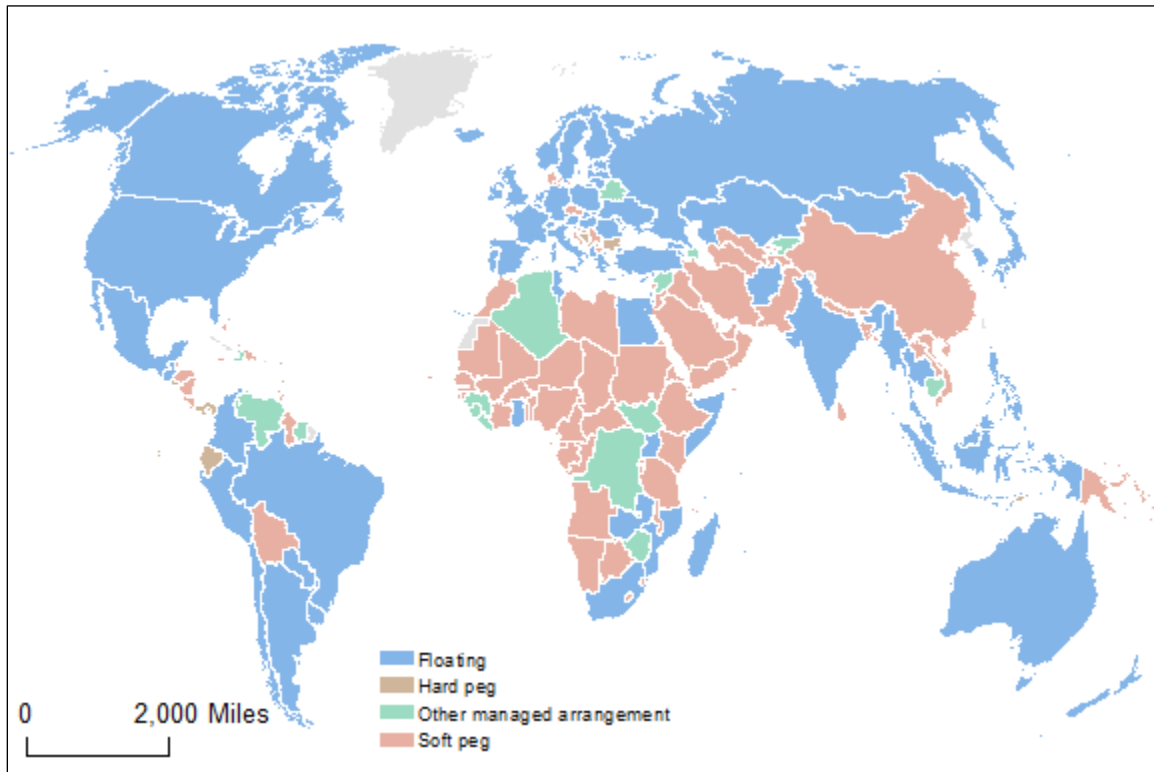 Floating
Hard peg
Other managed arrangement
Soft peg
0 2,000 Miles